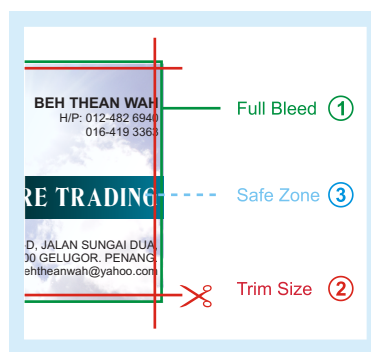 BEH THEAN WAH
H/P: 012-482 6940
016-419 3363
Full Bleed 1
RE TRADING
Safe Zone 3
D, JALAN SUNGAI DUA,
00 GELUGOR. PENANG.
ehtheanwah@yahoo.com
Trim Size 2